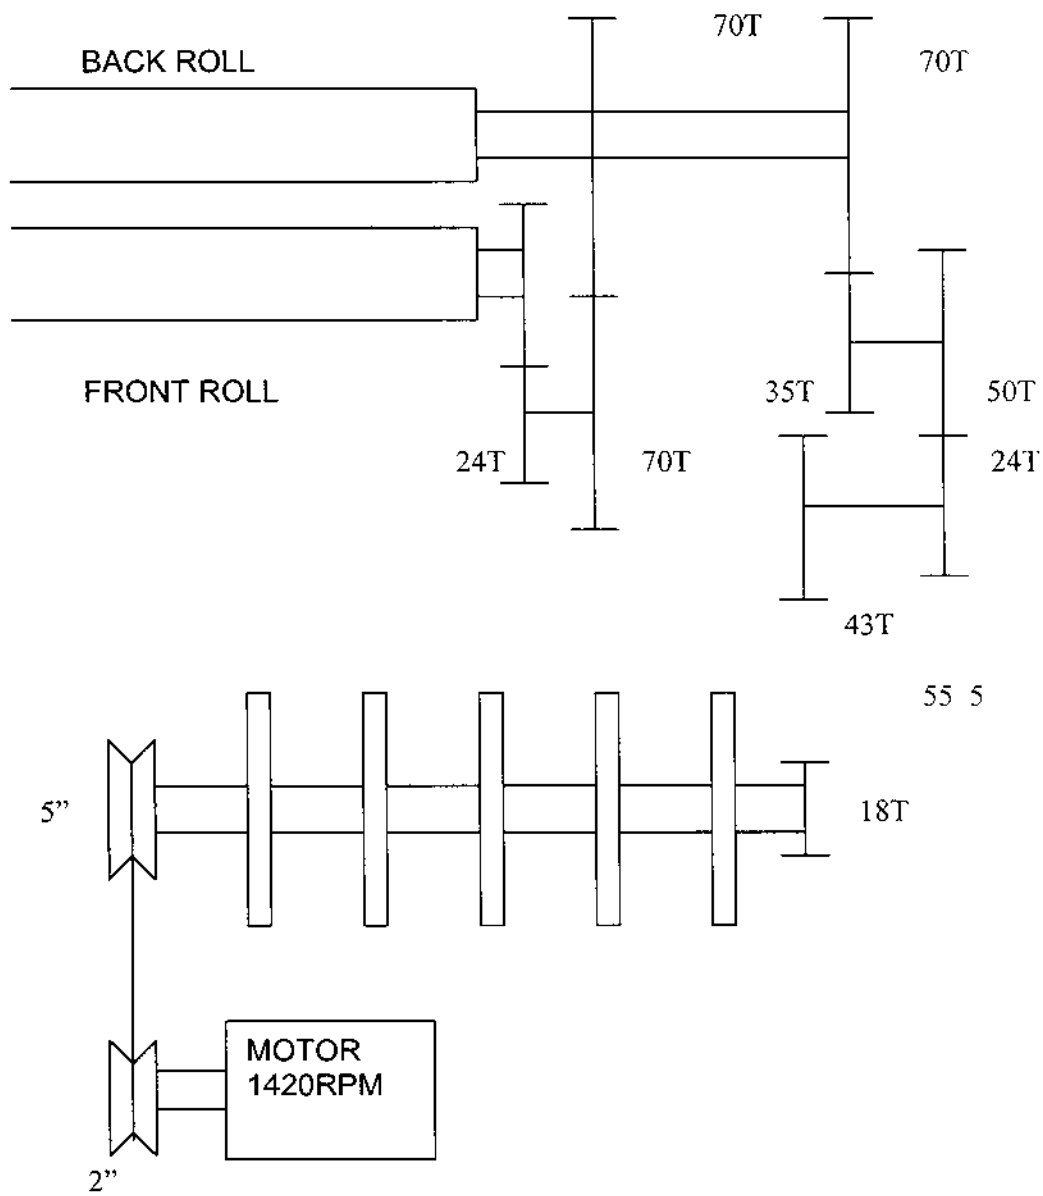 70T
BACK ROLL
70T
FRONT ROLL
35T
50T
24T
70T
24T
43T
55 5
5”
18T
MOTOR
1420RPM
2”